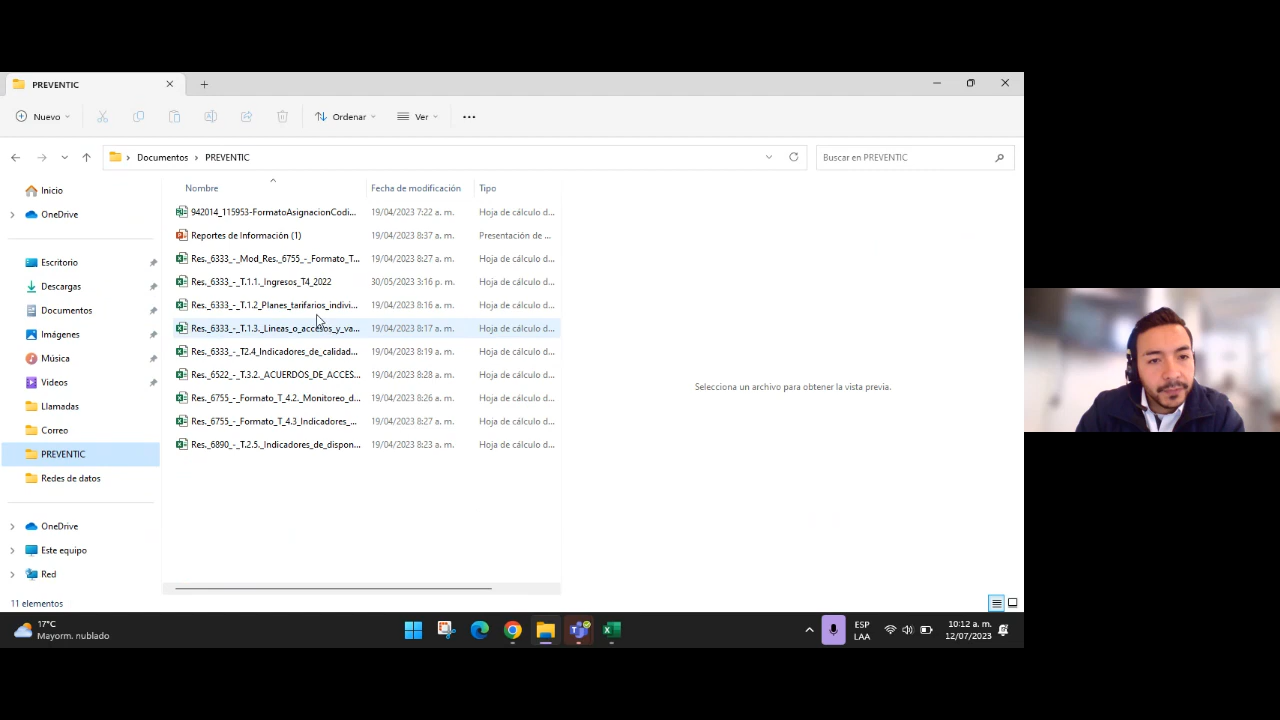 PREVENTIC
Nuevo
Ordenar
Ver
Documentos > PREVENTIC
Buscar en PREVENTIC
Inicio
OneDrive
Escritorio
Descargas
Documentos
Imágenes
Música
Videos
Llamadas
Correo
PREVENTIC
Redes de datos
OneDrive
Este equipo
Red
Nombre Fecha de modificación Tipo
942014_115953-FormatoAsignacionCodi... 19/04/2023 7:22 a. m. Hoja de cálculo d...
Reportes de Información (1) 19/04/2023 8:37 a. m. Presentación de ...
Res._6333_-_Mod_Res._6755_-_Formato_T... 19/04/2023 8:27 a. m. Hoja de cálculo d...
Res._6333_-_T.1.1._Ingresos_T4_2022 30/05/2023 3:16 p. m. Hoja de cálculo d...
Res._6333_-_T.1.2_Planes_tarifarios_indivi... 19/04/2023 8:16 a. m. Hoja de cálculo d...
Res._6333_-_T.1.3._Lineas_o_accesos_y_va... 19/04/2023 8:17 a. m. Hoja de cálculo d...
Res._6333_-_T2.4_Indicadores_de_calidad... 19/04/2023 8:19 a. m. Hoja de cálculo d...
Res._6522_-_T.3.2._ACUERDOS_DE_ACCES... 19/04/2023 8:28 a. m. Hoja de cálculo d...
Res._6755_-_Formato_T_4.2._Monitoreo_d... 19/04/2023 8:26 a. m. Hoja de cálculo d...
Res._6755_-_Formato_T_4.3_Indicadores_... 19/04/2023 8:27 a. m. Hoja de cálculo d...
Res._6890_-_T.2.5._Indicadores_de_dispon... 19/04/2023 8:23 a. m. Hoja de cálculo d...
Selecciona un archivo para obtener la vista previa.
11 elementos
17°C
Mayorm. nublado
ESP
LAA
10:12 a. m.
12/07/2023